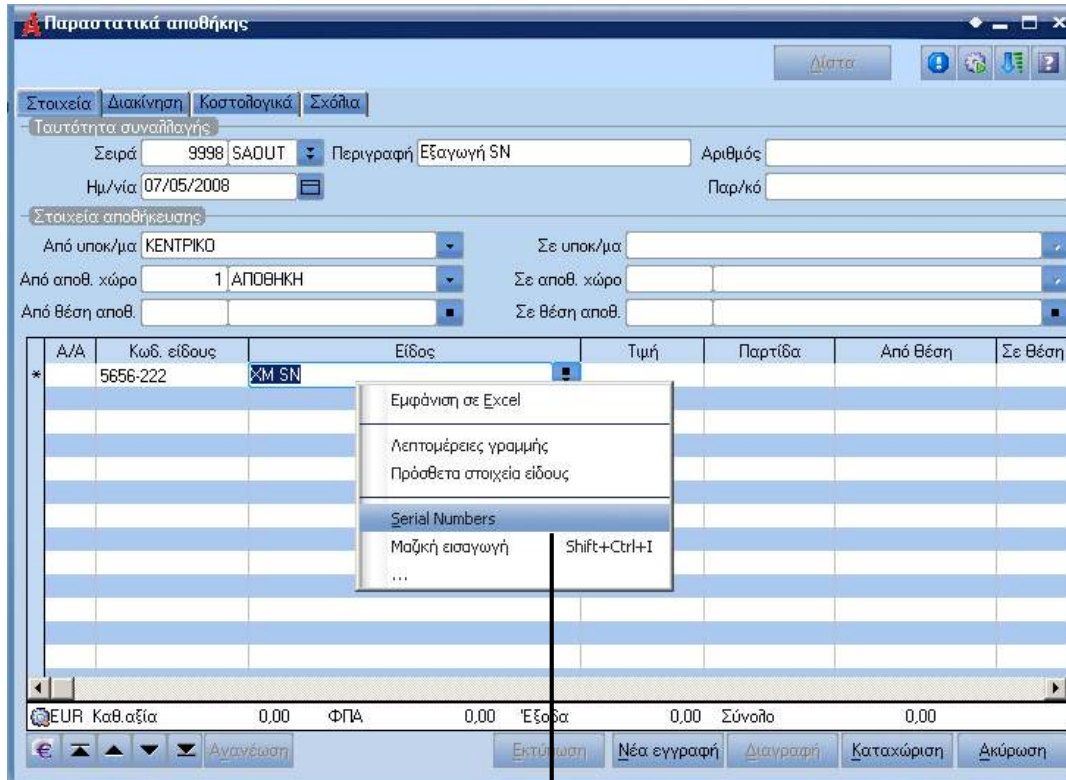 Παραστατικά αποθήκης
Λίστα
Στοιχεία Διακίνηση Κοστολογικά Σχόλια
Ταυτότητα συναλλαγής
Σειρά 9998 SAOUT Περιγραφή Εξαγωγή SN Αριθμός
Ημ/νία 07/05/2008 Παρ/κό
Στοιχεία αποθήκευσης
Από υποκ/μα ΚΕΝΤΡΙΚΟ Σε υποκ/μα
Από αποθ. χώρο 1 ΑΠΟΘΗΚΗ Σε αποθ. χώρο
Από θέση αποθ. Σε θέση αποθ.
Α/Α Κωδ. είδους Είδος Τιμή Παρτίδα Από θέση Σε θέση
* 5656-222 XM SN
Εμφάνιση σε Excel
Λεπτομέρειες γραμμής
Πρόσθετα στοιχεία είδους
Serial Numbers
Μαζική εισαγωγή Shift+Ctrl+I
...
EUR Καθ.αξία 0,00 ΦΠΑ 0,00 Έξοδα 0,00 Σύνολο 0,00
€ Ανανέωση Εκτύπωση Νέα εγγραφή Διαγραφή Καταχώριση Ακύρωση